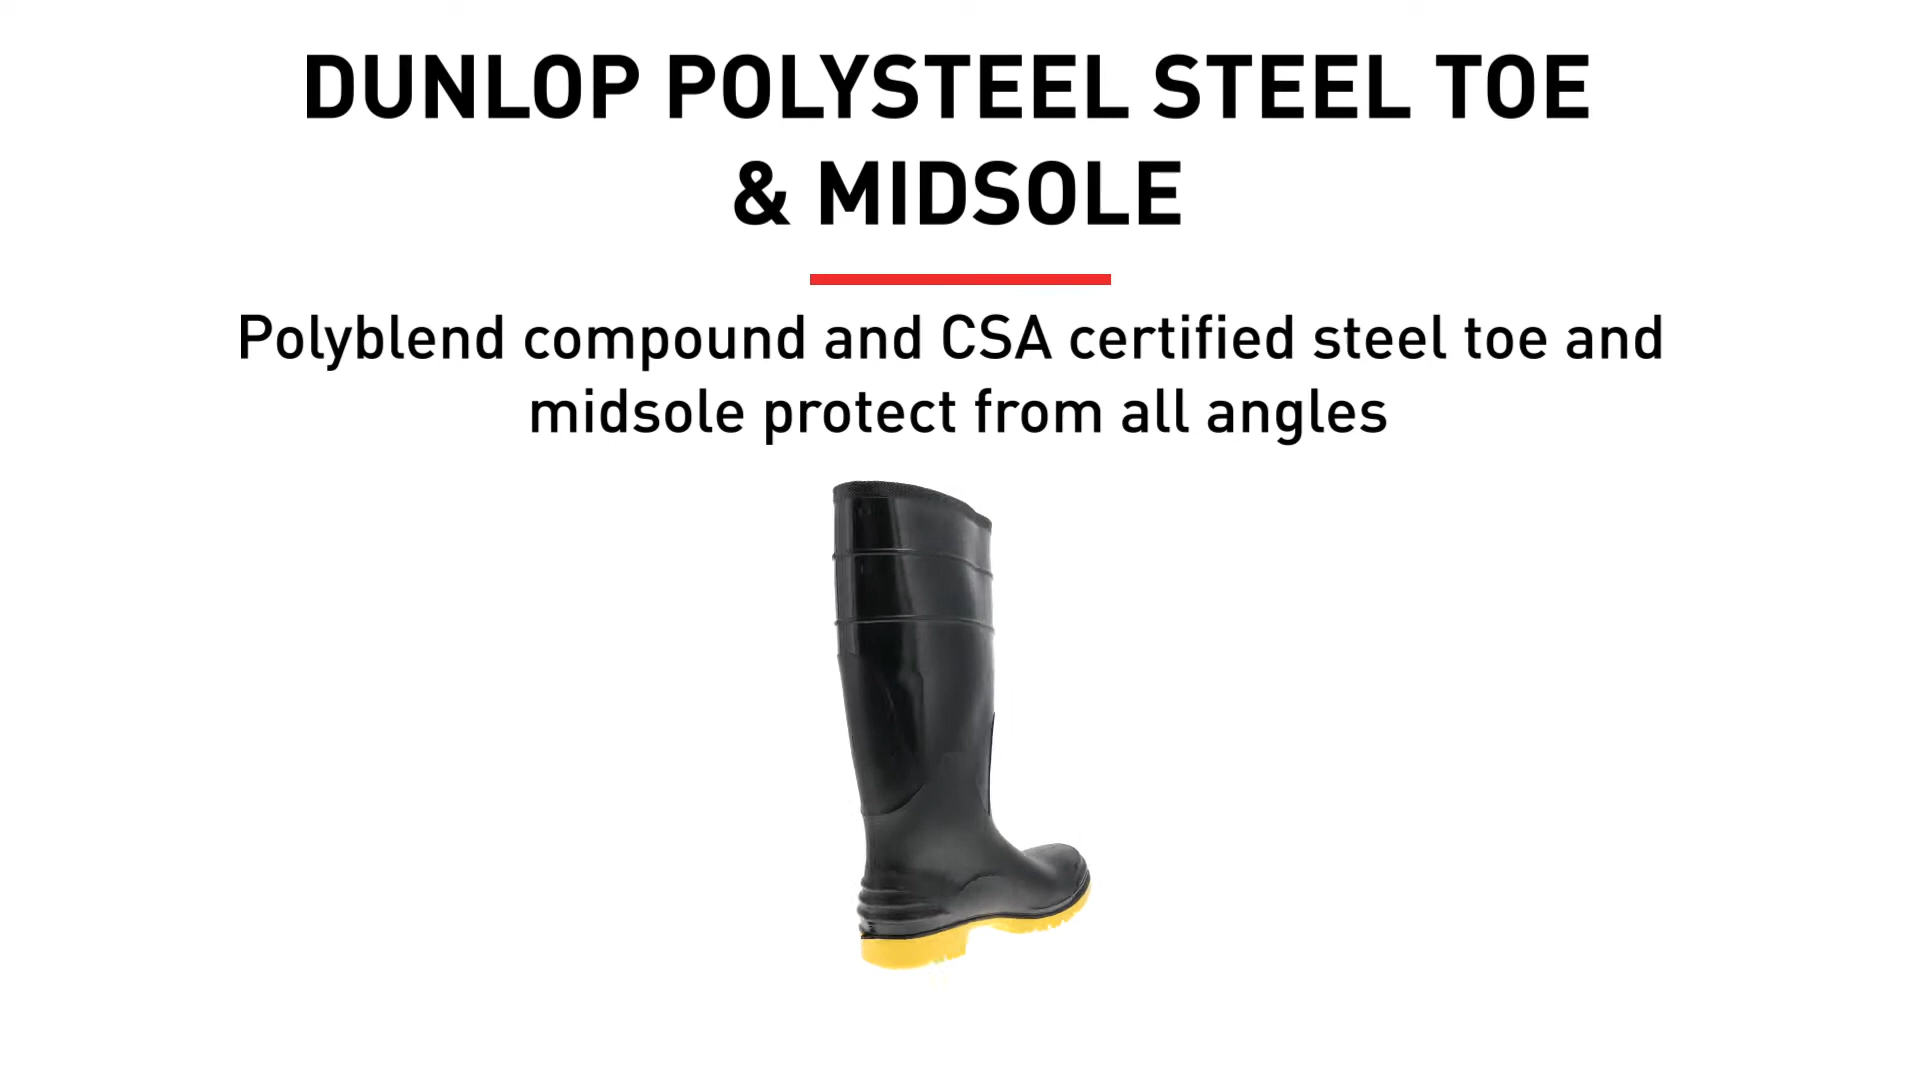 DUNLOP POLYSTEEL STEEL TOE
& MIDSOLE
Polyblend compound and CSA certified steel toe and
midsole protect from all angles